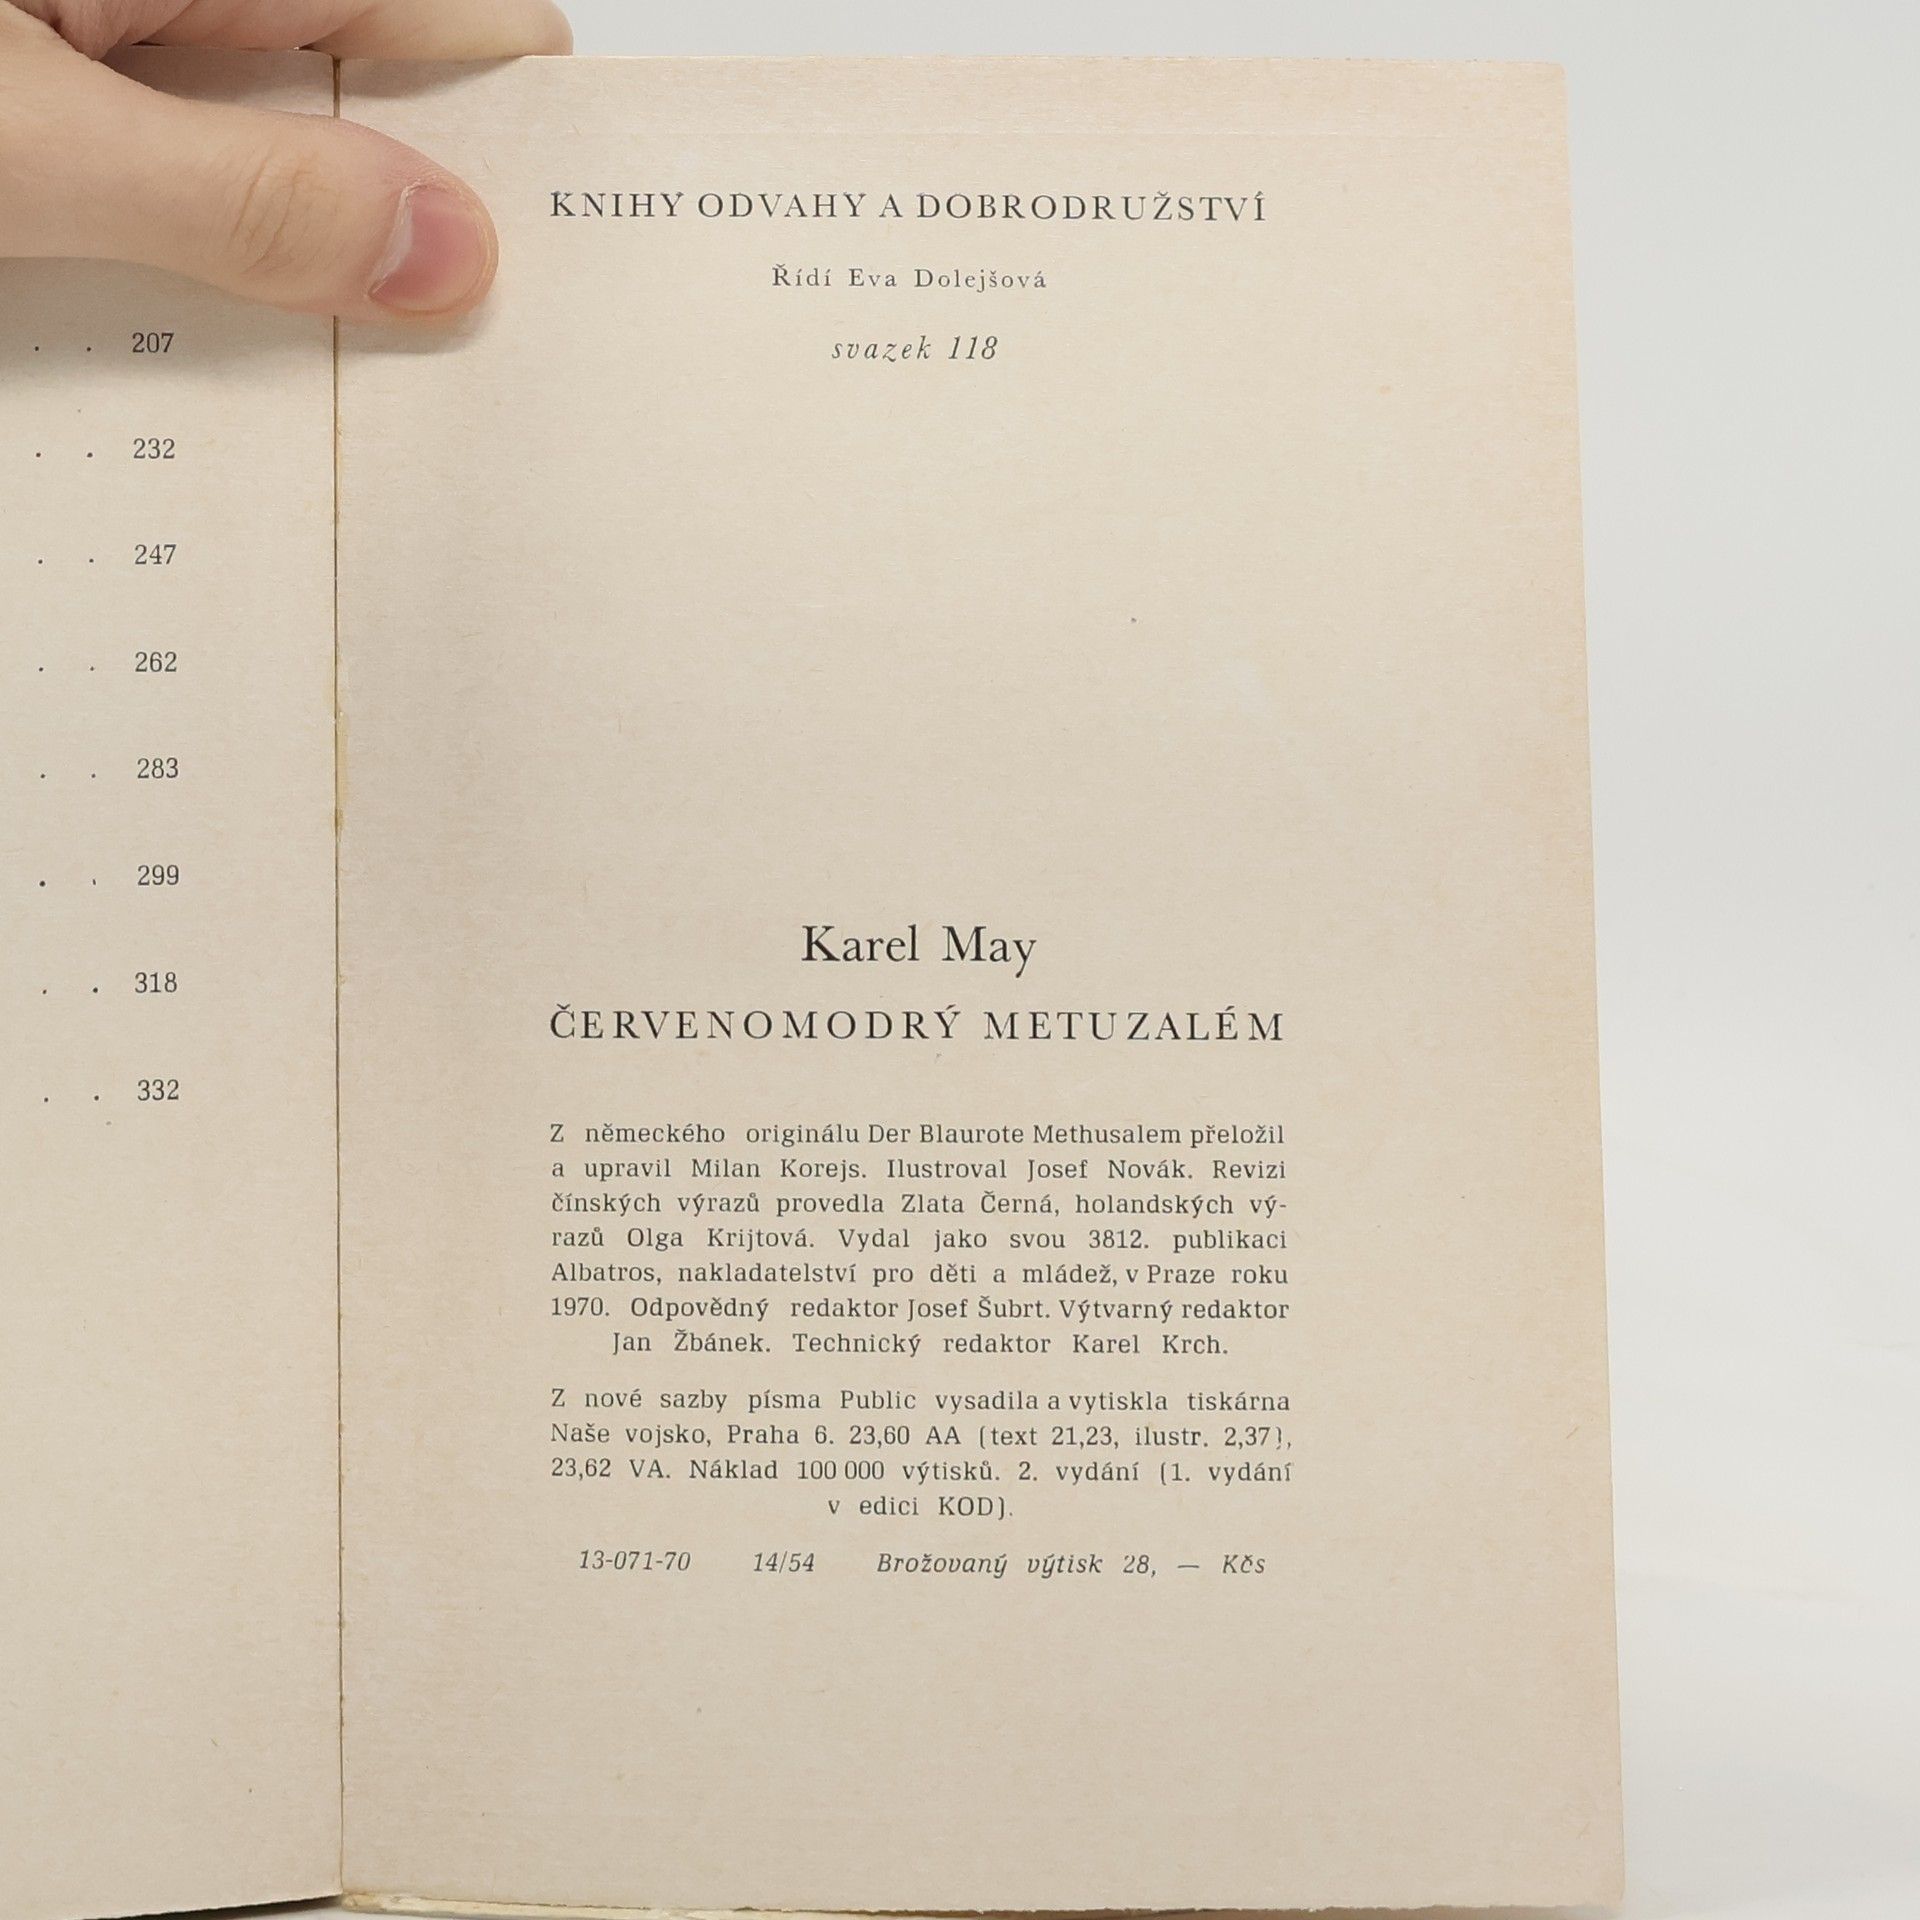 . . 207
. . 232
. . 247
. . 262
. . 283
. . 299
. . 318
. . 332
KNIHY ODVAHY A DOBRODRUŽSTVÍ
Řídí Eva Dolejšová
svazek 118
Karel May
ČERVENOMODRÝ METUZALÉM
Z německého originálu Der Blaurote Methusalem přeložil
a upravil Milan Korejs. Ilustroval Josef Novák. Revizi
čínských výrazů provedla Zlata Černá, holandských vý-
razů Olga Krijtová. Vydal jako svou 3812. publikaci
Albatros, nakladatelství pro děti a mládež, v Praze roku
1970. Odpovědný redaktor Josef Šubrt. Výtvarný redaktor
Jan Žbánek. Technický redaktor Karel Krch.
Z nové sazby písma Public vysadila a vytiskla tiskárna
Naše vojsko, Praha 6. 23,60 AA (text 21,23, ilustr. 2,37),
23,62 VA. Náklad 100 000 výtisků. 2. vydání (1. vydání
v edici KOD).
13-071-70 14/54 Brožovaný výtisk 28, — Kčs